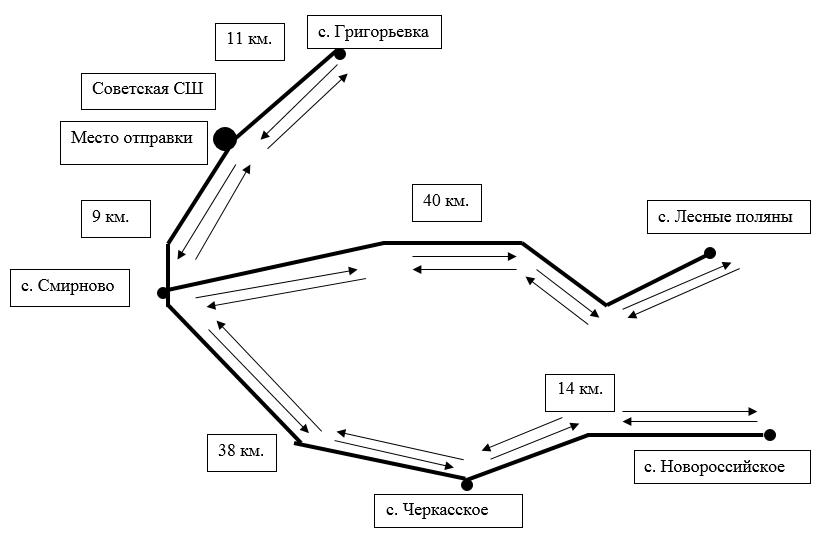 11 км.
с. Григорьевка
Советская СШ
Место отправки
9 км.
40 км.
с. Лесные поляны
с. Смирново
14 км.
38 км.
с. Новороссийское
с. Черкасское